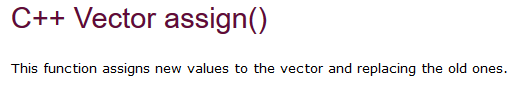 C++ Vector assign()
This function assigns new values to the vector and replacing the old ones.